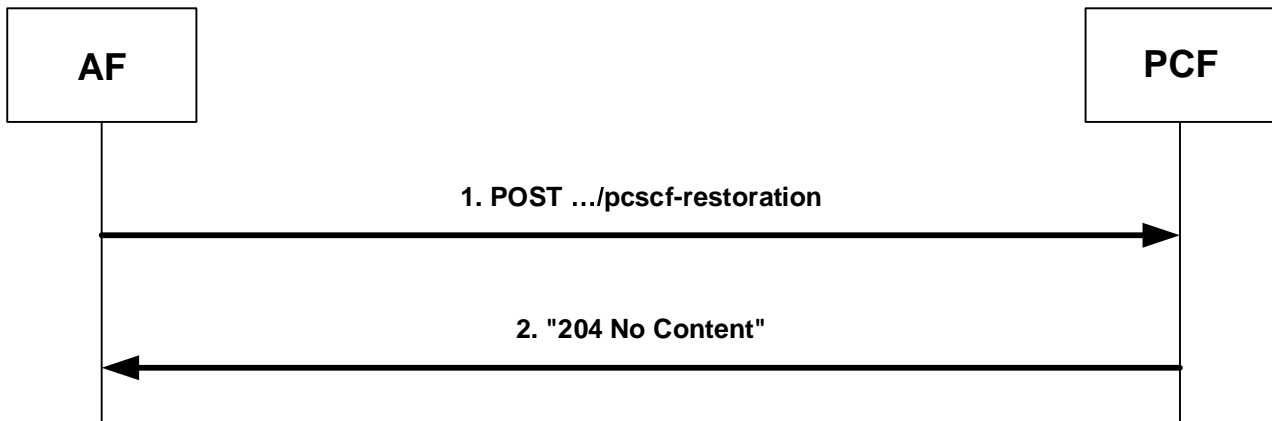 AF
PCF
1. POST …/pcscf-restoration
2. "204 No Content"